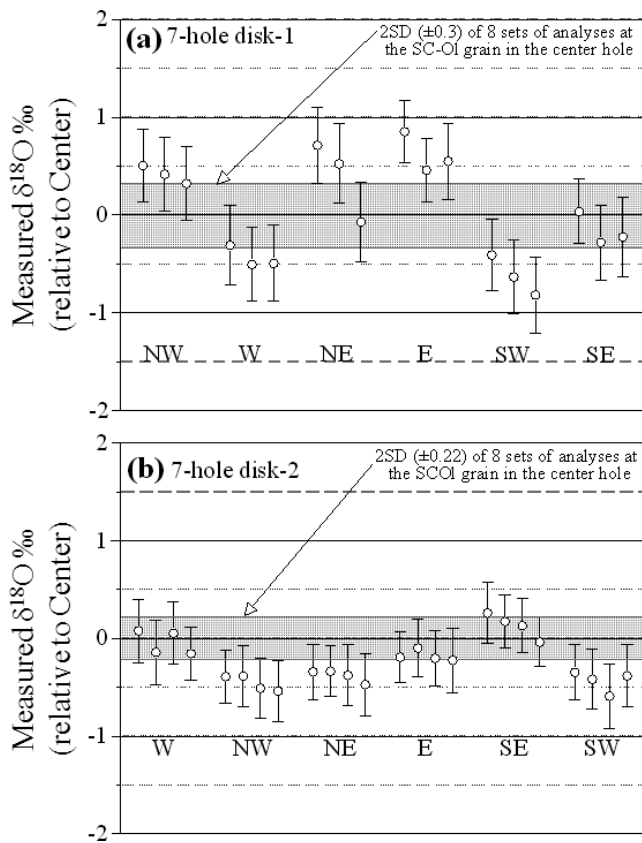 (a) 7-hole disk-1
2SD (±0.3) of 8 sets of analyses at
the SC-Ol grain in the center hole
Measured δ¹⁸O ‰
(relative to Center)
2
1
0
-1
-2
NW W NE E SW SE
(b) 7-hole disk-2
2SD (±0.22) of 8 sets of analyses at
the SCOl grain in the center hole
Measured δ¹⁸O ‰
(relative to Center)
2
1
0
-1
-2
W NW NE E SE SW